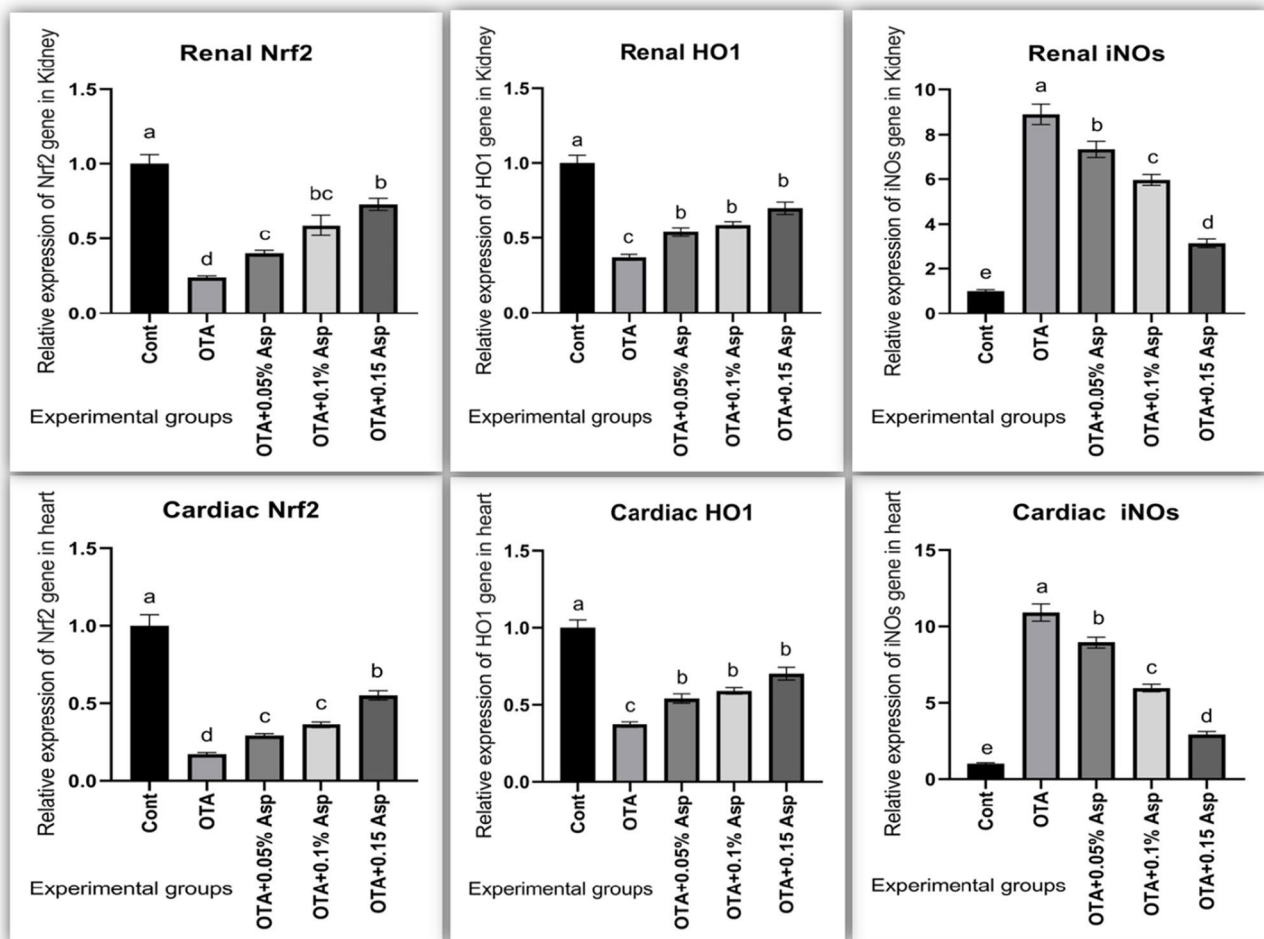 Renal Nrf2
Relative expression of Nrf2 gene in Kidney
1.5
1.0
0.5
0.0
a
d
c
bc
b
Cont
OTA
OTA+0.05% Asp
OTA+0.1% Asp
OTA+0.15 Asp
Experimental groups
Renal HO1
Relative expression of HO1 gene in Kidney
1.5
1.0
0.5
0.0
a
c
b
b
b
Cont
OTA
OTA+0.05% Asp
OTA+0.1% Asp
OTA+0.15 Asp
Experimental groups
Renal iNOs
Relative expression of iNOs gene in Kidney
10
8
6
4
2
0
e
a
b
c
d
Cont
OTA
OTA+0.05% Asp
OTA+0.1% Asp
OTA+0.15 Asp
Experimental groups
Cardiac Nrf2
Relative expression of Nrf2 gene in heart
1.5
1.0
0.5
0.0
a
d
c
c
b
Cont
OTA
OTA+0.05% Asp
OTA+0.1% Asp
OTA+0.15 Asp
Experimental groups
Cardiac HO1
Relative expression of HO1 gene in heart
1.5
1.0
0.5
0.0
a
c
b
b
b
Cont
OTA
OTA+0.05% Asp
OTA+0.1% Asp
OTA+0.15 Asp
Experimental groups
Cardiac iNOs
Relative expression of iNOs gene in heart
15
10
5
0
e
a
b
c
d
Cont
OTA
OTA+0.05% Asp
OTA+0.1% Asp
OTA+0.15 Asp
Experimental groups